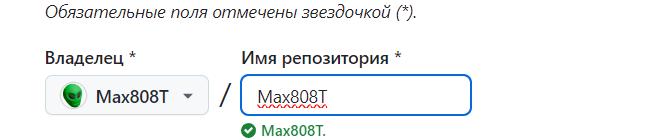 Обязательные поля отмечены звездочкой (*).
Владелец * Имя репозитория *
Max808T / Max808T
Max808T.